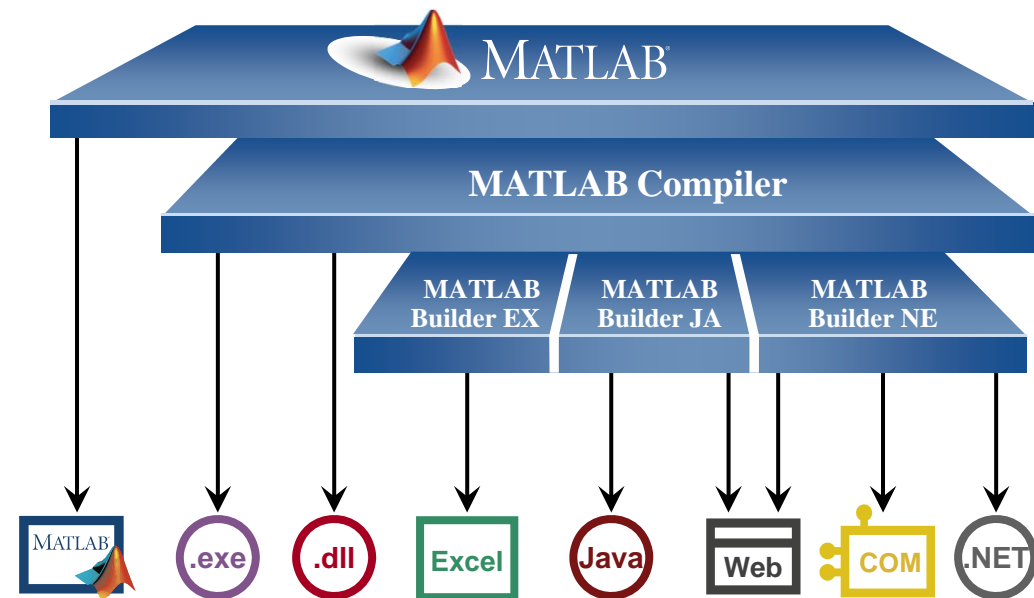 MATLAB®
MATLAB Compiler
MATLAB
Builder EX
MATLAB
Builder JA
MATLAB
Builder NE
MATLAB®
.exe
.dll
Excel
Java
Web
COM
.NET